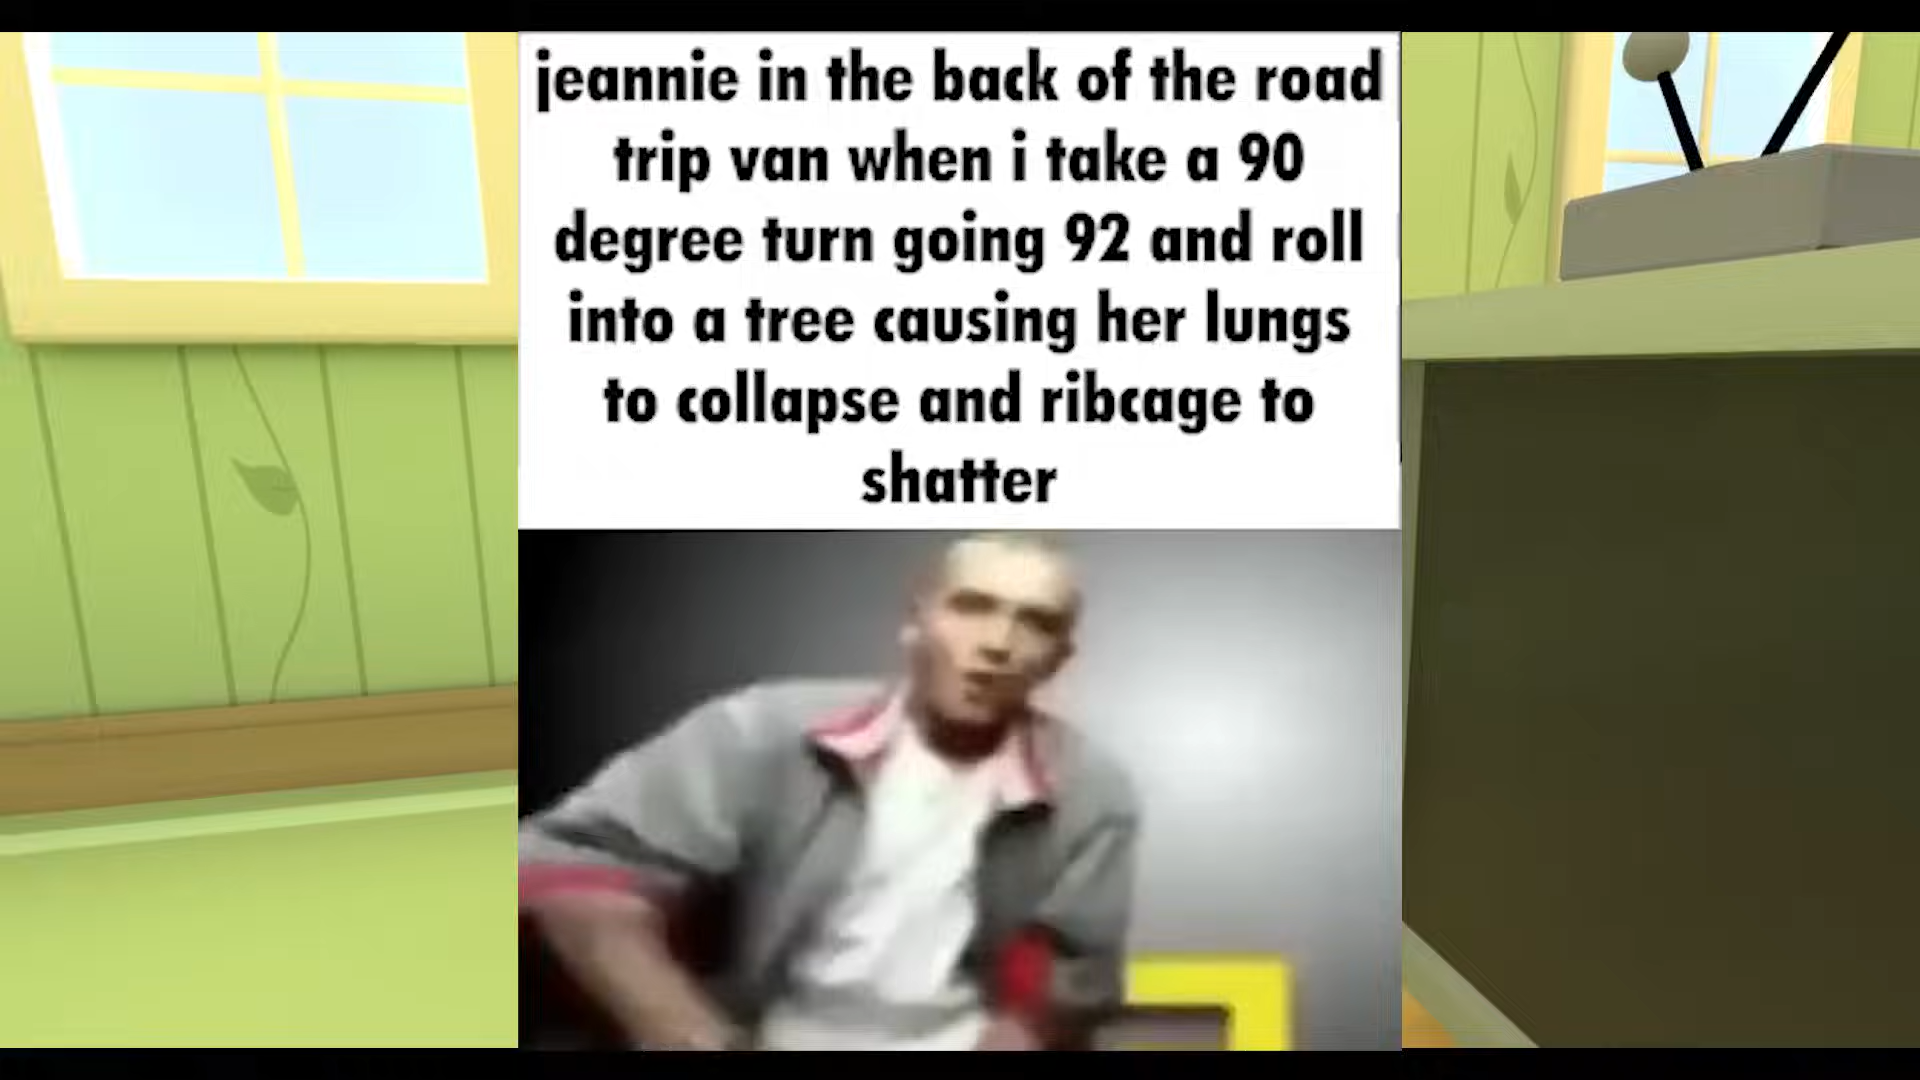 jeannie in the back of the road
trip van when i take a 90
degree turn going 92 and roll
into a tree causing her lungs
to collapse and ribcage to
shatter